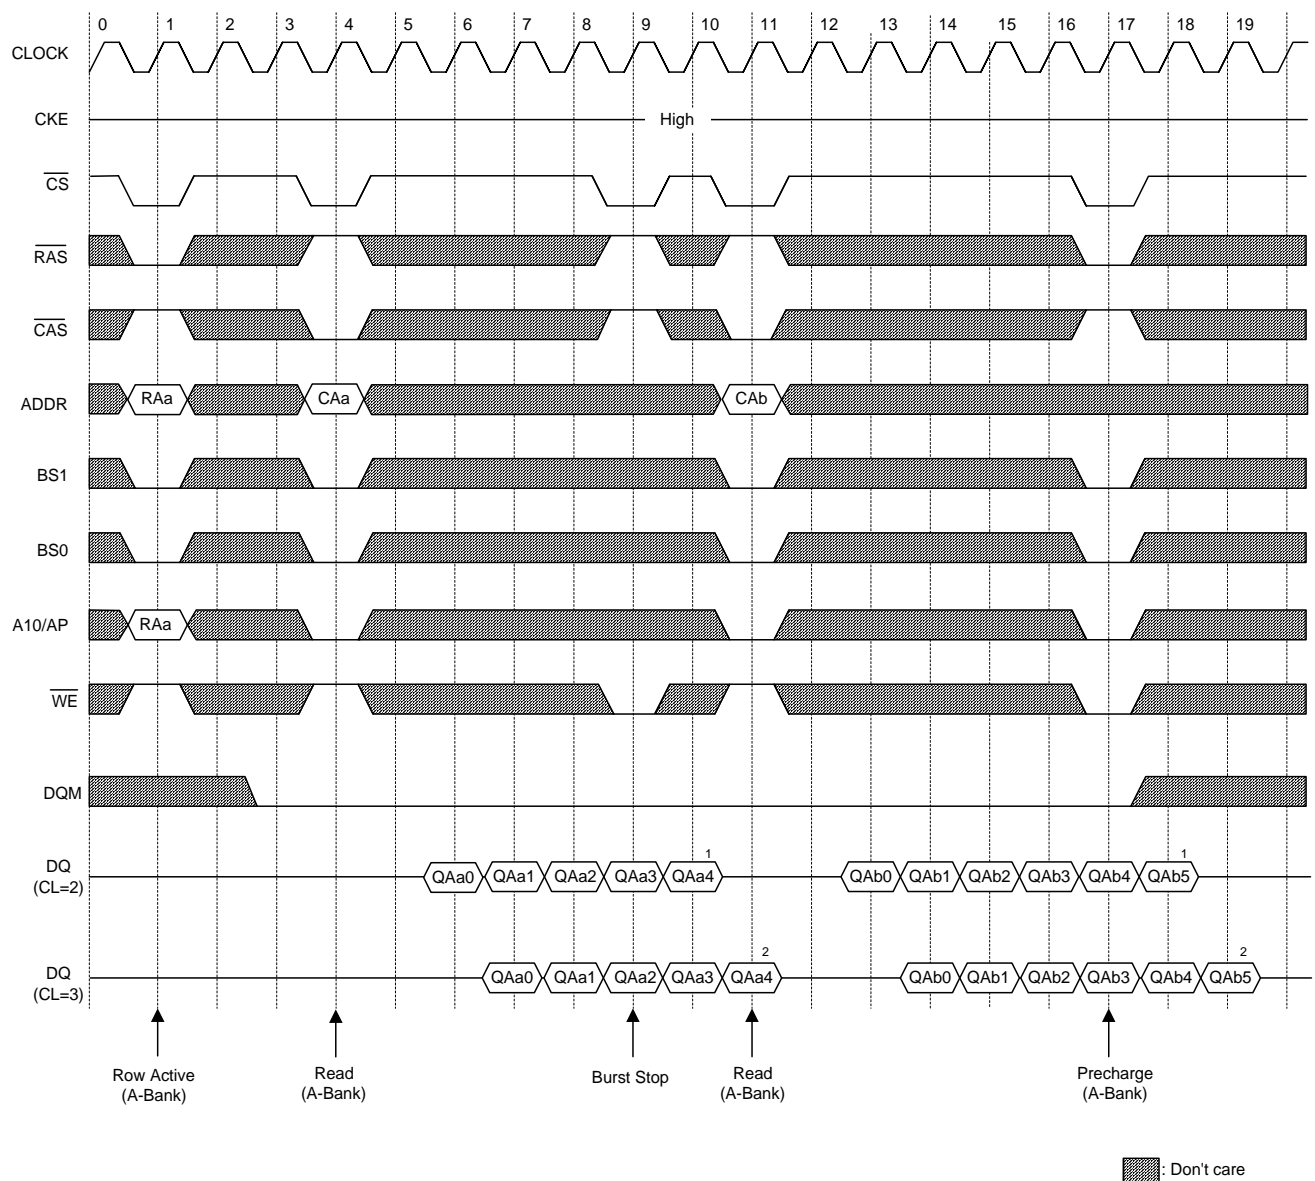 0 1 2 3 4 5 6 7 8 9 10 11 12 13 14 15 16 17 18 19
CLOCK
CKE High
CS
RAS
CAS
ADDR RAa CAa CAb
BS1
BS0
A10/AP RAa
WE
DQM
1 1
DQ
(CL=2) QAa0 QAa1 QAa2 QAa3 QAa4 QAb0 QAb1 QAb2 QAb3 QAb4 QAb5
2 2
DQ
(CL=3) QAa0 QAa1 QAa2 QAa3 QAa4 QAb0 QAb1 QAb2 QAb3 QAb4 QAb5
Row Active
(A-Bank)
Read
(A-Bank)
Burst Stop
Read
(A-Bank)
Precharge
(A-Bank)
: Don't care